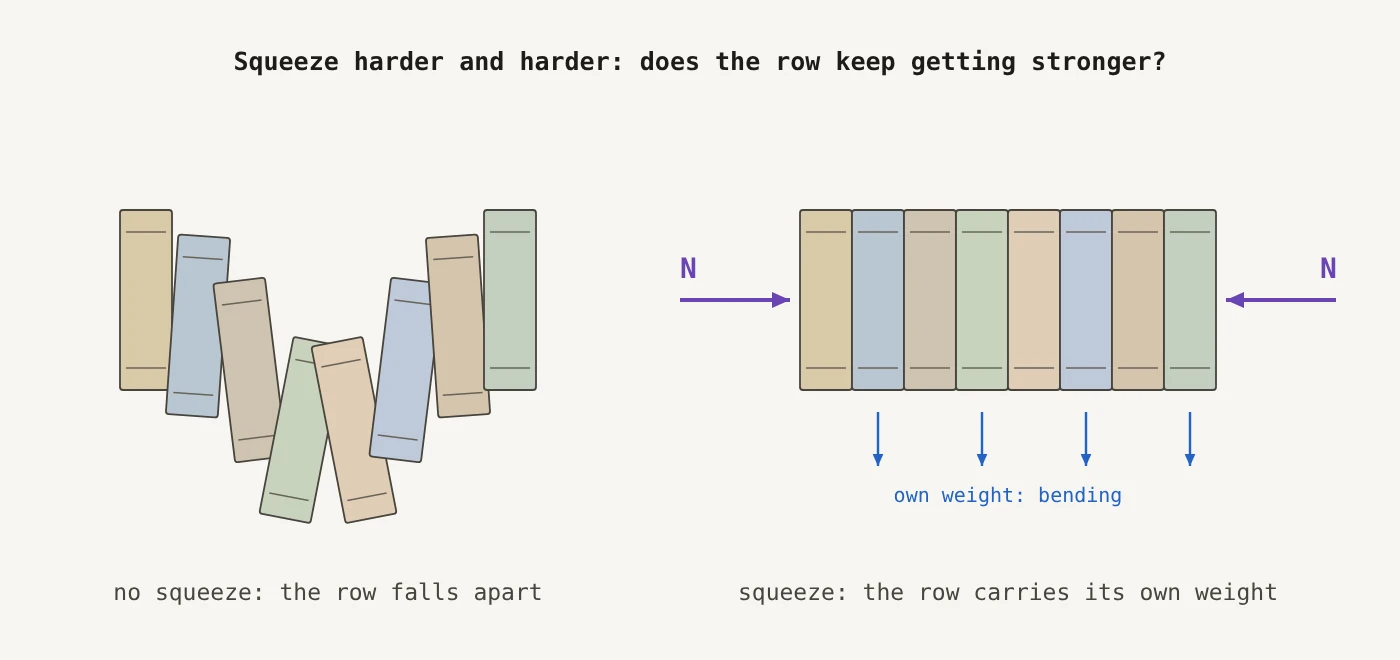 Squeeze harder and harder: does the row keep getting stronger?
N
N
own weight: bending
no squeeze: the row falls apart
squeeze: the row carries its own weight